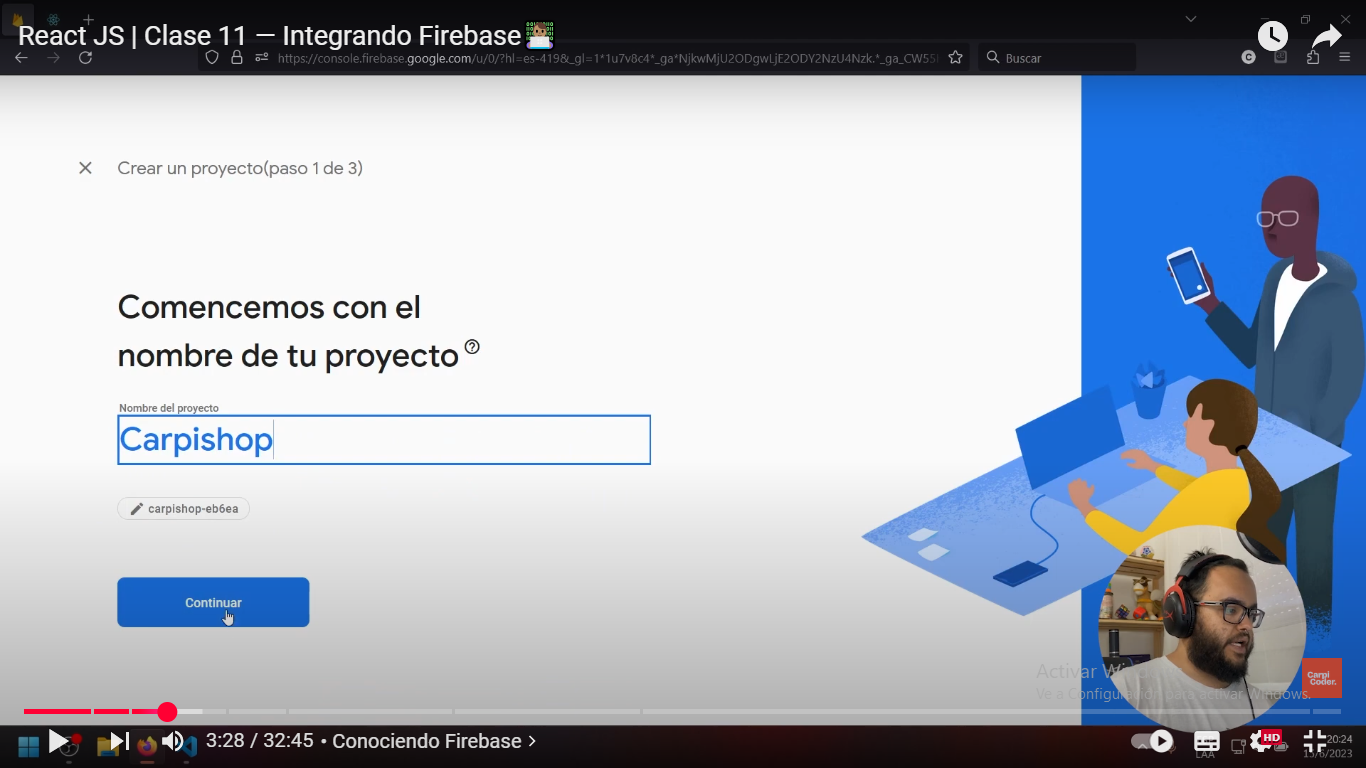 React JS | Clase 11 — Integrando Firebase
https://console.firebase.google.com/u/0/?hl=es-419&_gl=1*1u7v8c4*_ga*NjkwMjU2ODgwLjE2ODY2NzU4Nzk.*_ga_CW55
Buscar
Crear un proyecto(paso 1 de 3)
Comencemos con el
nombre de tu proyecto
Nombre del proyecto
Carpishop
carpishop-eb6ea
Continuar
Activar Windows
Ve a Configuración para activar Windows.
Carpi
Coder.
3:28 / 32:45 • Conociendo Firebase
HD
20:24
LAA
13/6/2023